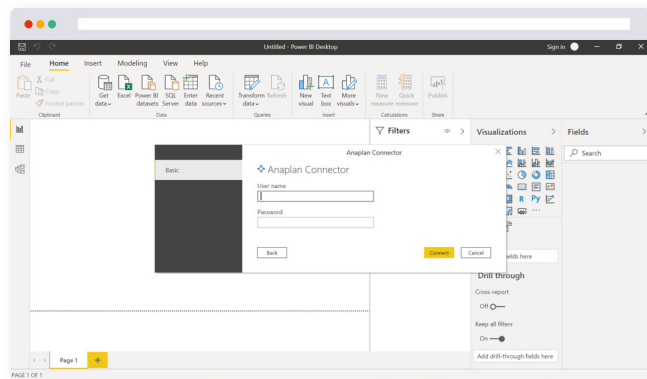 Untitled - Power BI Desktop
Sign in
File Home Insert Modeling View Help
Paste
Cut
Copy
Format painter
Get data
Excel
Power BI datasets
SQL Server
Enter data
Recent sources
Transform data
Refresh
New visual
Text box
More visuals
New measure
Quick measure
Publish
Clipboard
Data
Queries
Insert
Calculations
Share
Filters
Visualizations
Fields
Search
Anaplan Connector
Basic
Anaplan Connector
User name
Password
Back
Connect
Cancel
R Py
...
fields here
Drill through
Cross-report
Off
Keep all filters
On
Add drill-through fields here
Page 1
PAGE 1 OF 1